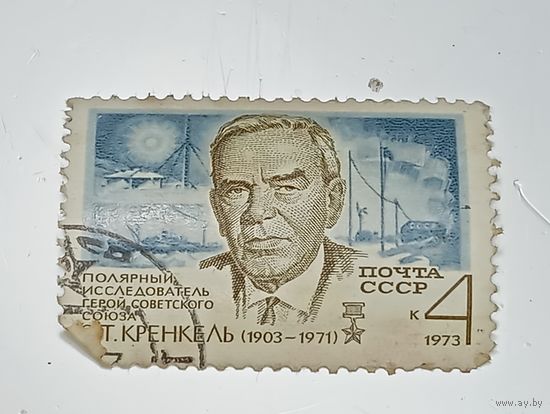 ПОЛЯРНЫЙ
ИССЛЕДОВАТЕЛЬ
ГЕРОЙ СОВЕТСКОГО
СОЮЗА
Т. КРЕНКЕЛЬ (1903–1971)
ПОЧТА
СССР
К 4
1973
www.ay.by